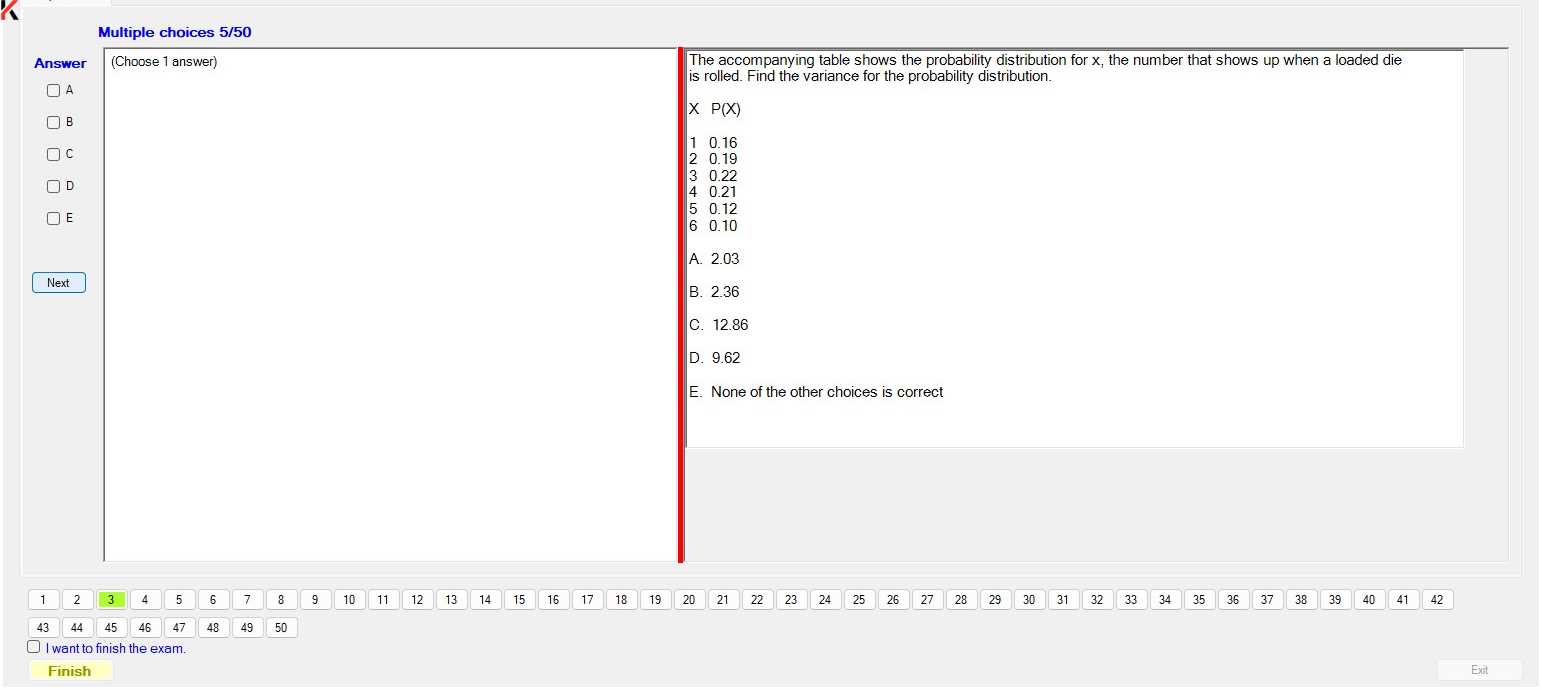 Multiple choices 5/50
Answer
(Choose 1 answer)
A
B
C
D
E
Next
The accompanying table shows the probability distribution for x, the number that shows up when a loaded die
is rolled. Find the variance for the probability distribution.
X P(X)
1 0.16
2 0.19
3 0.22
4 0.21
5 0.12
6 0.10
A. 2.03
B. 2.36
C. 12.86
D. 9.62
E. None of the other choices is correct
1 2 3 4 5 6 7 8 9 10 11 12 13 14 15 16 17 18 19 20 21 22 23 24 25 26 27 28 29 30 31 32 33 34 35 36 37 38 39 40 41 42
43 44 45 46 47 48 49 50
I want to finish the exam.
Finish
Exit